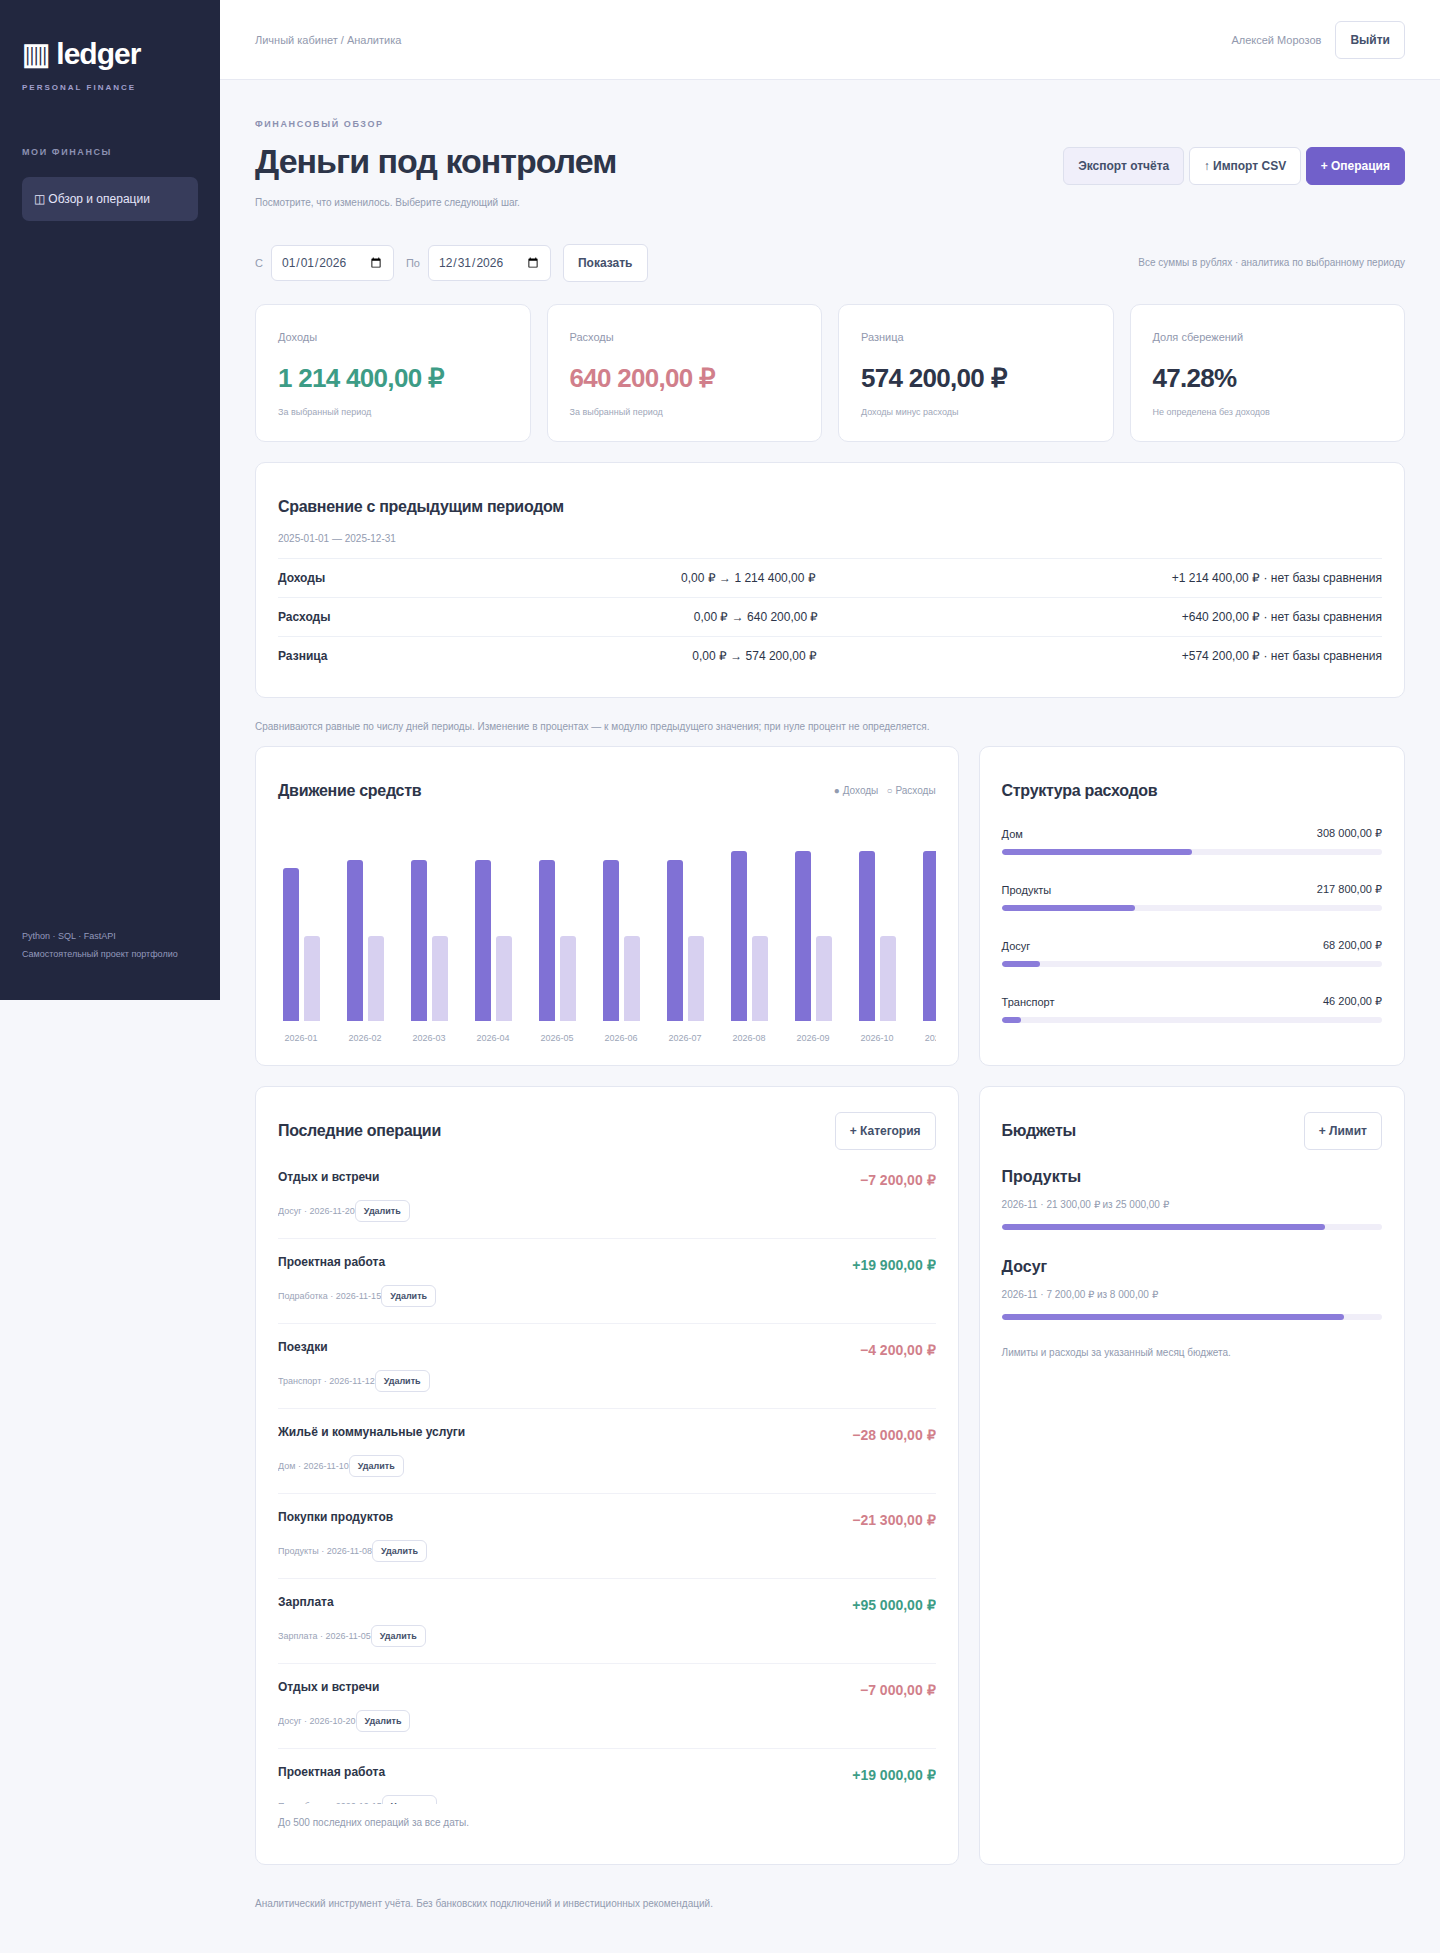 ledger
PERSONAL FINANCE
МОИ ФИНАНСЫ
◫ Обзор и операции
Python · SQL · FastAPI
Самостоятельный проект портфолио
Личный кабинет / Аналитика
Алексей Морозов
Выйти
ФИНАНСОВЫЙ ОБЗОР
Деньги под контролем
Посмотрите, что изменилось. Выберите следующий шаг.
Экспорт отчёта
↑ Импорт CSV
+ Операция
С 01/01/2026 По 12/31/2026 Показать
Все суммы в рублях · аналитика по выбранному периоду
Доходы
1 214 400,00 ₽
За выбранный период
Расходы
640 200,00 ₽
За выбранный период
Разница
574 200,00 ₽
Доходы минус расходы
Доля сбережений
47.28%
Не определена без доходов
Сравнение с предыдущим периодом
2025-01-01 — 2025-12-31
Доходы 0,00 ₽ → 1 214 400,00 ₽ +1 214 400,00 ₽ · нет базы сравнения
Расходы 0,00 ₽ → 640 200,00 ₽ +640 200,00 ₽ · нет базы сравнения
Разница 0,00 ₽ → 574 200,00 ₽ +574 200,00 ₽ · нет базы сравнения
Сравниваются равные по числу дней периоды. Изменение в процентах — к модулю предыдущего значения; при нуле процент не определяется.
Движение средств
● Доходы ○ Расходы
2026-01 2026-02 2026-03 2026-04 2026-05 2026-06 2026-07 2026-08 2026-09 2026-10
Структура расходов
Дом 308 000,00 ₽
Продукты 217 800,00 ₽
Досуг 68 200,00 ₽
Транспорт 46 200,00 ₽
Последние операции
+ Категория
Отдых и встречи −7 200,00 ₽
Досуг · 2026-11-20 Удалить
Проектная работа +19 900,00 ₽
Подработка · 2026-11-15 Удалить
Поездки −4 200,00 ₽
Транспорт · 2026-11-12 Удалить
Жильё и коммунальные услуги −28 000,00 ₽
Дом · 2026-11-10 Удалить
Покупки продуктов −21 300,00 ₽
Продукты · 2026-11-08 Удалить
Зарплата +95 000,00 ₽
Зарплата · 2026-11-05 Удалить
Отдых и встречи −7 000,00 ₽
Досуг · 2026-10-20 Удалить
Проектная работа +19 000,00 ₽
До 500 последних операций за все даты.
Бюджеты
+ Лимит
Продукты
2026-11 · 21 300,00 ₽ из 25 000,00 ₽
Досуг
2026-11 · 7 200,00 ₽ из 8 000,00 ₽
Лимиты и расходы за указанный месяц бюджета.
Аналитический инструмент учёта. Без банковских подключений и инвестиционных рекомендаций.